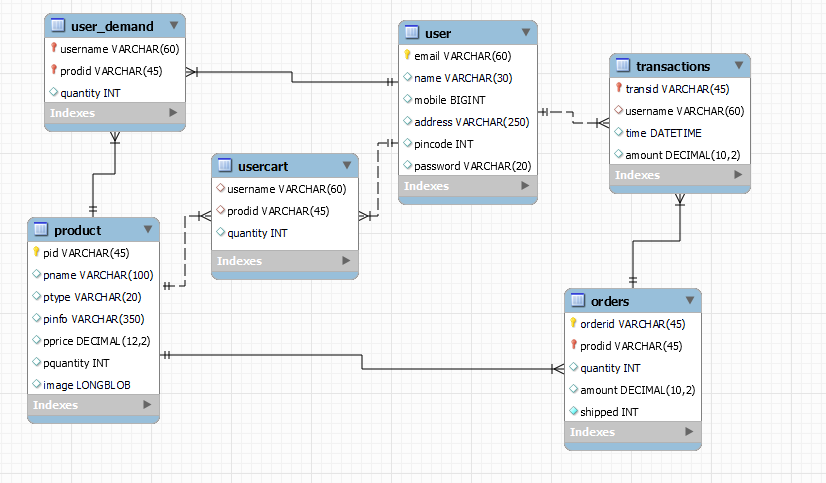 user_demand
username VARCHAR(60)
prodid VARCHAR(45)
quantity INT
Indexes
user
email VARCHAR(60)
name VARCHAR(30)
mobile BIGINT
address VARCHAR(250)
pincode INT
password VARCHAR(20)
Indexes
transactions
transid VARCHAR(45)
username VARCHAR(60)
time DATETIME
amount DECIMAL(10,2)
Indexes
usercart
username VARCHAR(60)
prodid VARCHAR(45)
quantity INT
Indexes
product
pid VARCHAR(45)
pname VARCHAR(100)
ptype VARCHAR(20)
pinfo VARCHAR(350)
pprice DECIMAL(12,2)
pquantity INT
image LONGBLOB
Indexes
orders
orderid VARCHAR(45)
prodid VARCHAR(45)
quantity INT
amount DECIMAL(10,2)
shipped INT
Indexes